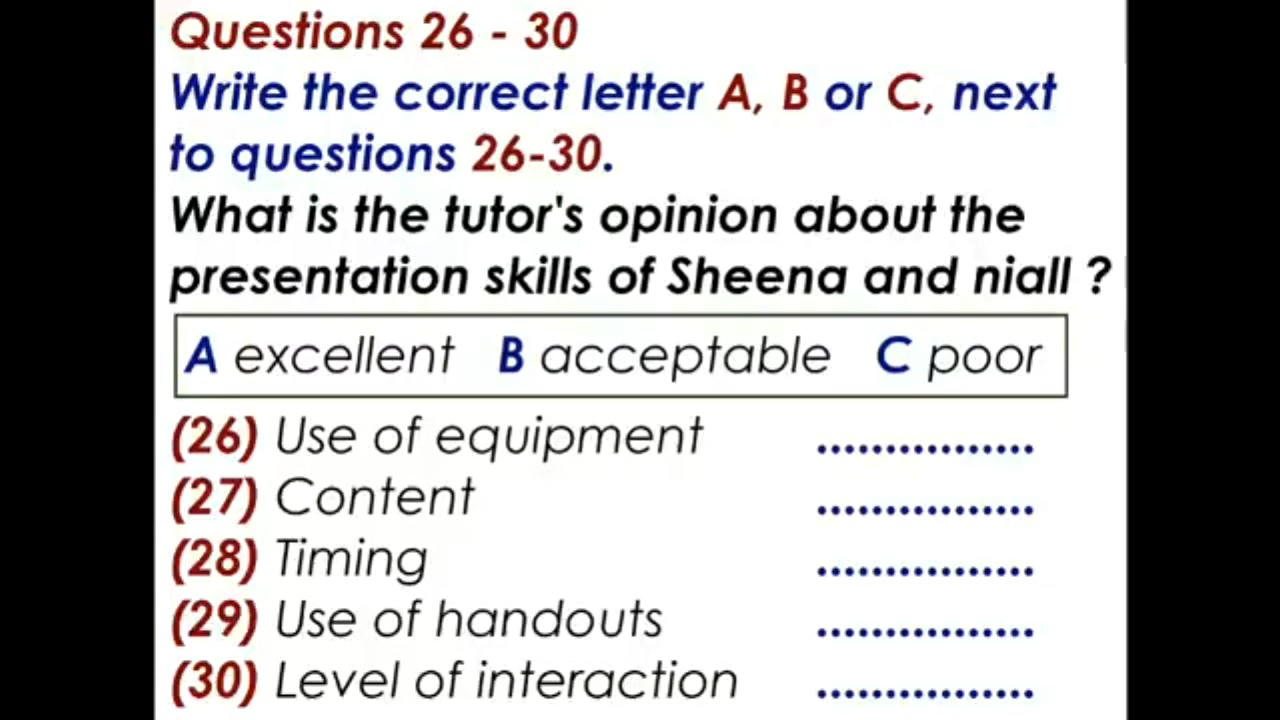 Questions 26 - 30
Write the correct letter A, B or C, next
to questions 26-30.
What is the tutor's opinion about the
presentation skills of Sheena and niall ?
A excellent B acceptable C poor
(26) Use of equipment ................
(27) Content ................
(28) Timing ................
(29) Use of handouts ................
(30) Level of interaction ................